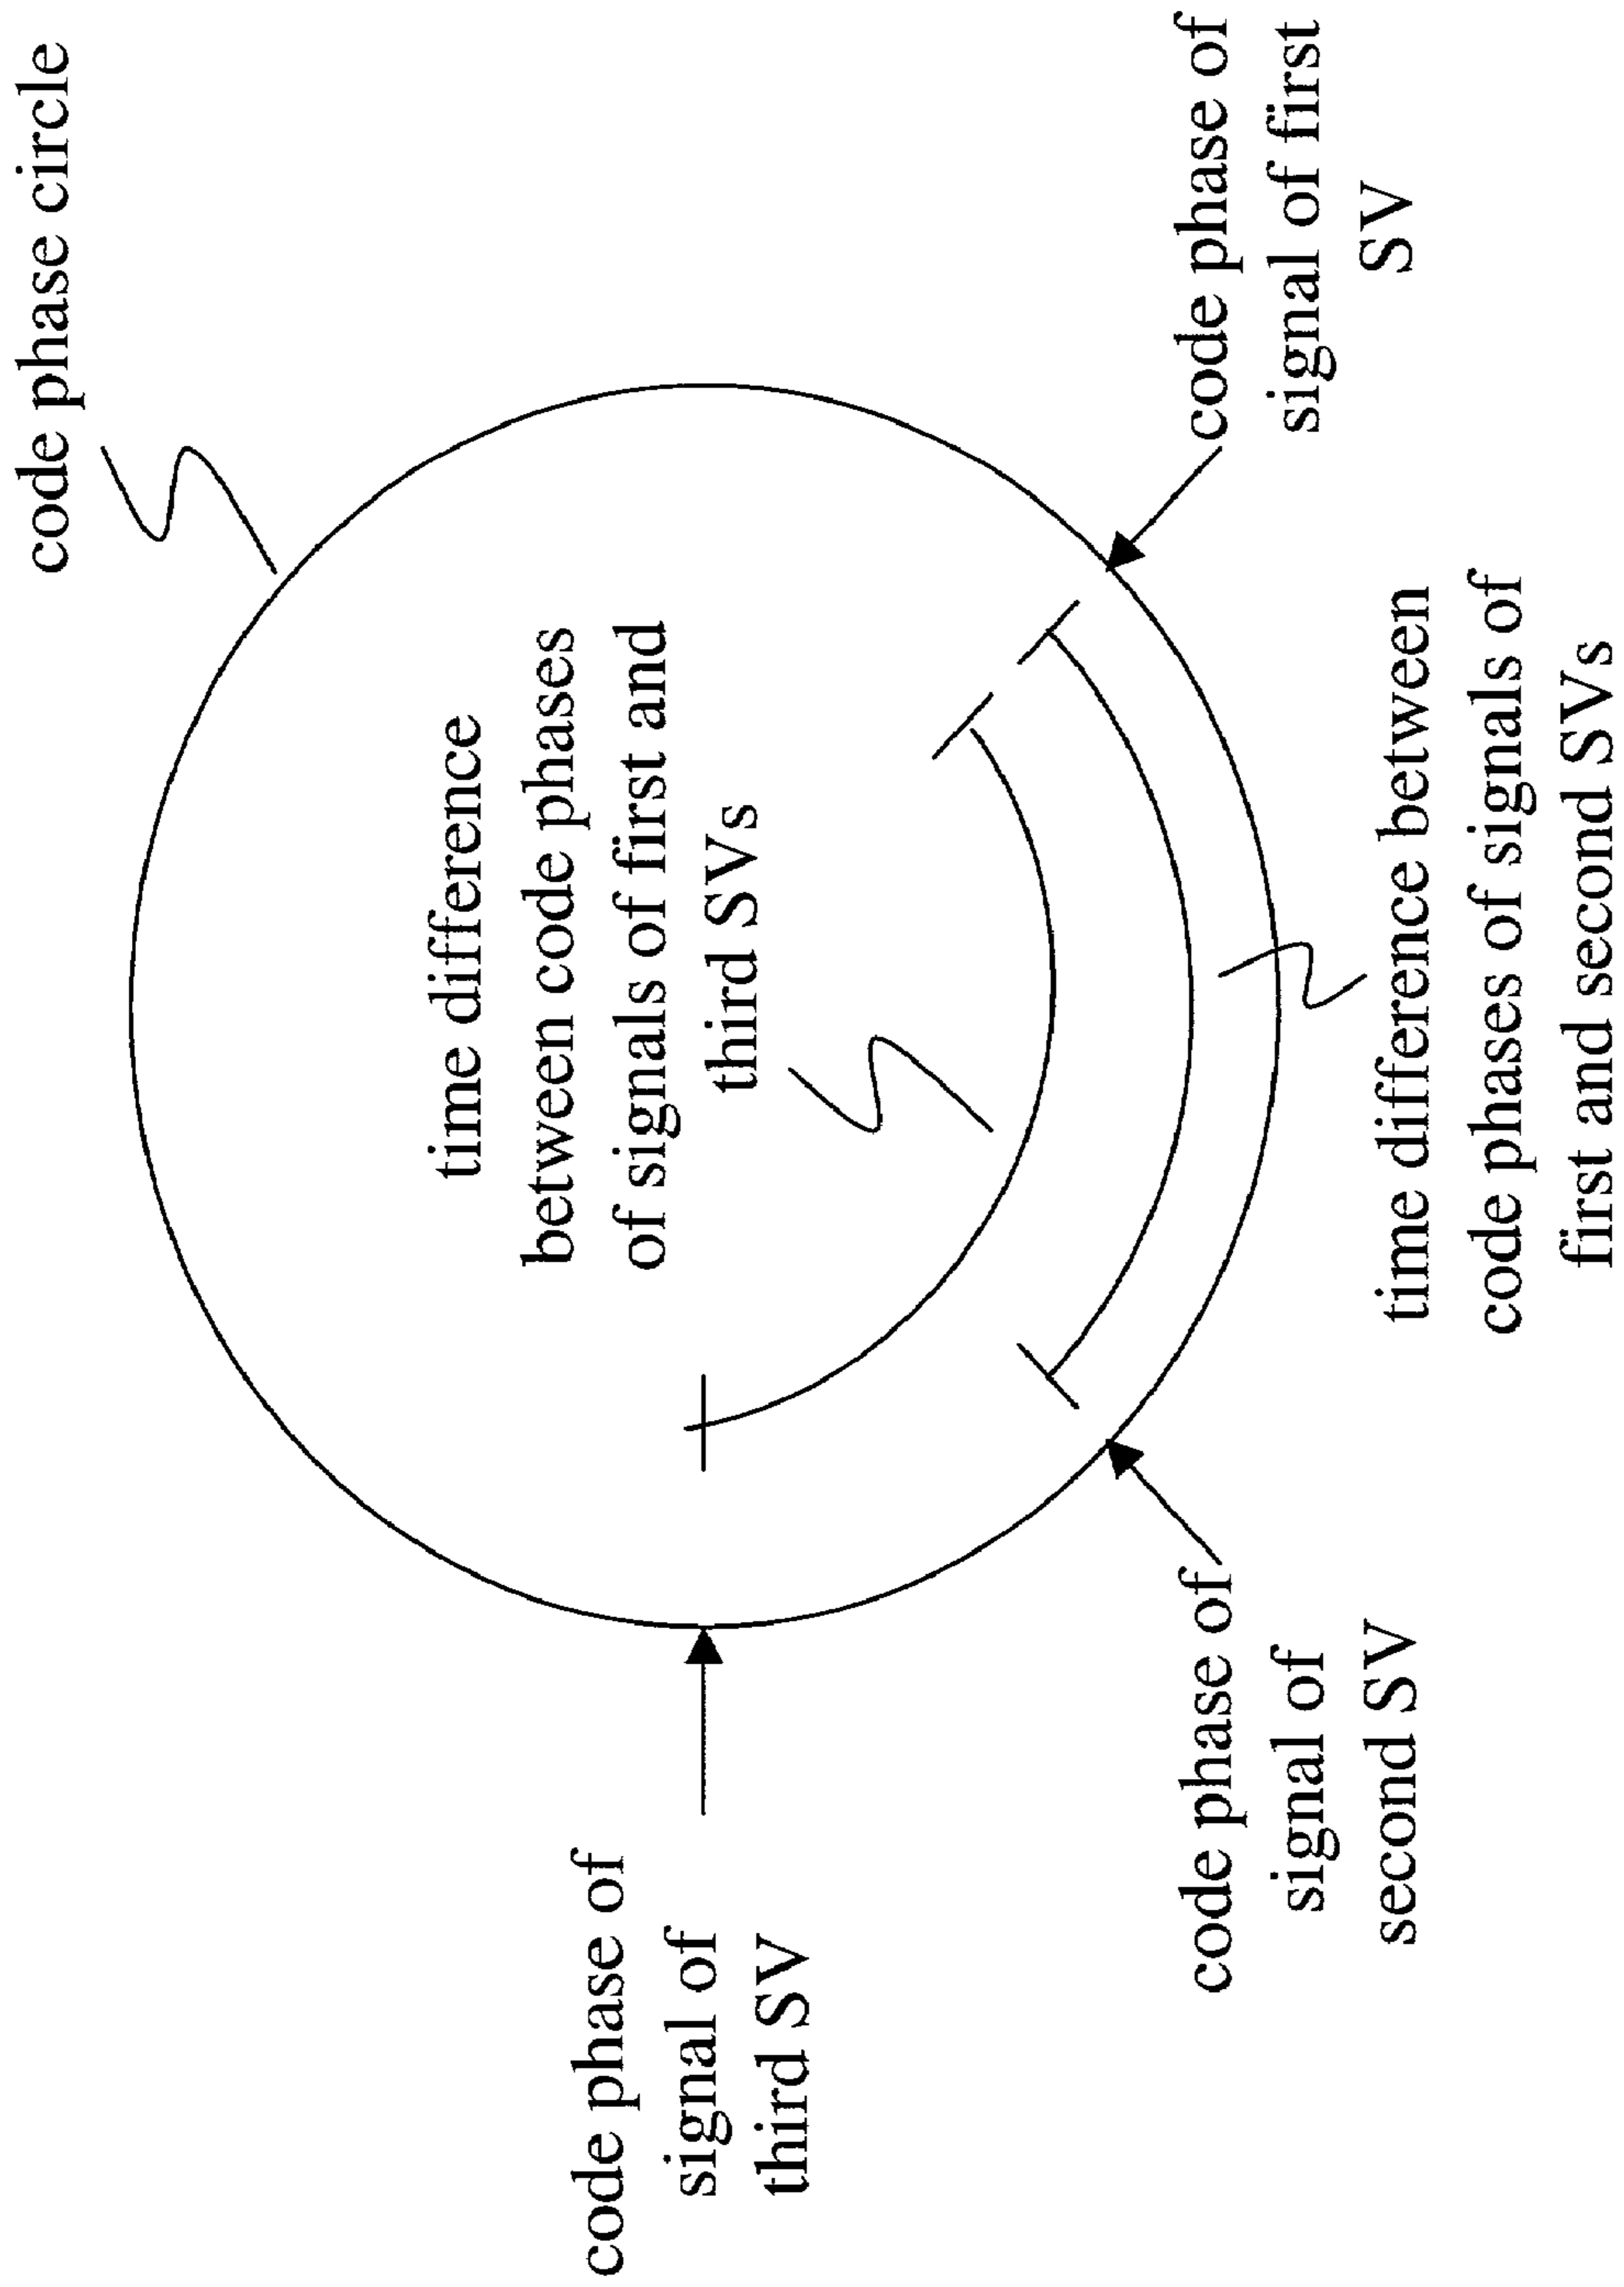 code phase circle
time difference
between code phases
of signals of first and
third SVs
code phase of
signal of
third SV
code phase of
signal of first
SV
code phase of
signal of
second SV
time difference between
code phases of signals of
first and second SVs